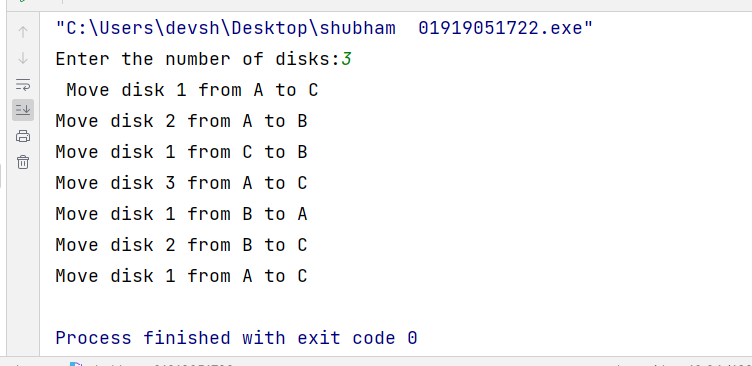 "C:\Users\devsh\Desktop\shubham  01919051722.exe"
Enter the number of disks:3
 Move disk 1 from A to C
Move disk 2 from A to B
Move disk 1 from C to B
Move disk 3 from A to C
Move disk 1 from B to A
Move disk 2 from B to C
Move disk 1 from A to C
Process finished with exit code 0